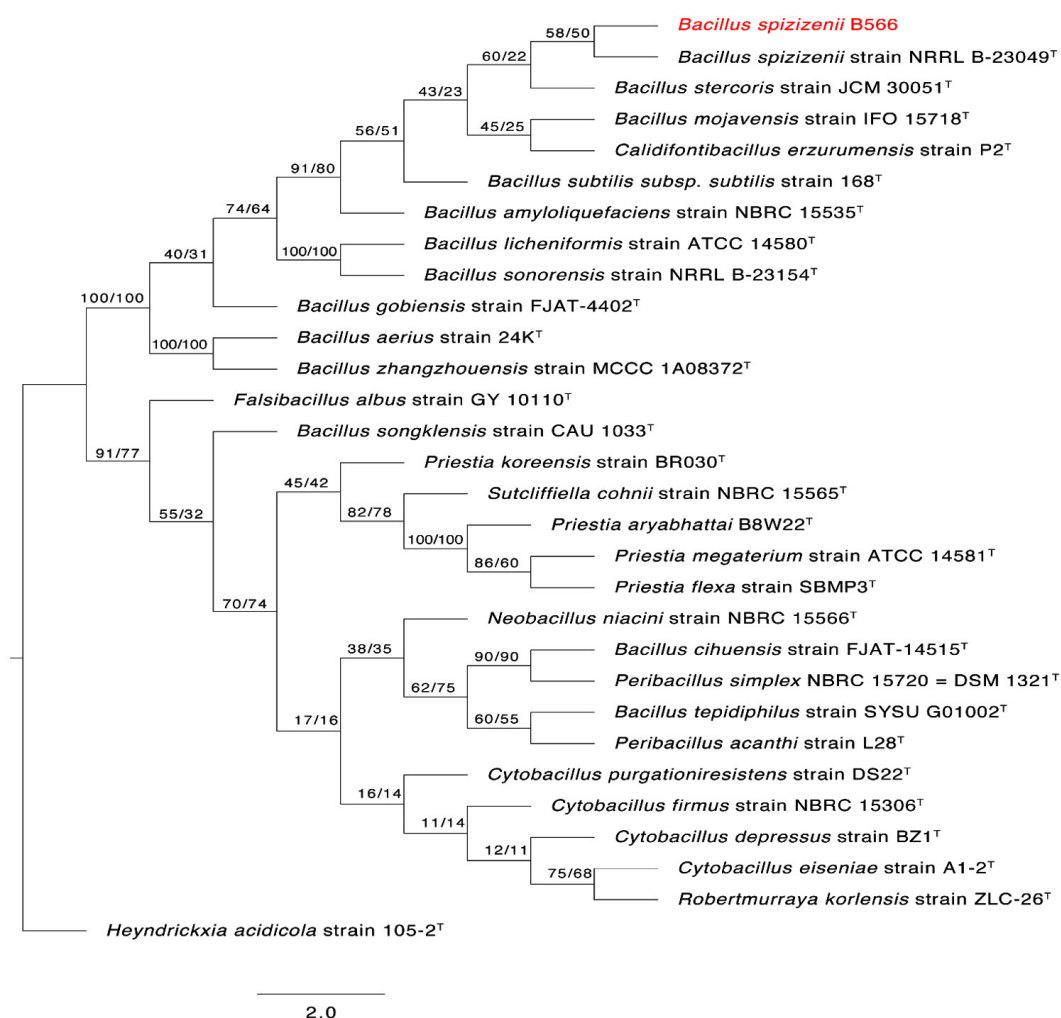 Bacillus spizizenii B566
58/50
Bacillus spizizenii strain NRRL B-23049ᵀ
60/22
Bacillus stercoris strain JCM 30051ᵀ
43/23
Bacillus mojavensis strain IFO 15718ᵀ
45/25
Calidifontibacillus erzurumensis strain P2ᵀ
56/51
Bacillus subtilis subsp. subtilis strain 168ᵀ
91/80
Bacillus amyloliquefaciens strain NBRC 15535ᵀ
74/64
Bacillus licheniformis strain ATCC 14580ᵀ
100/100
Bacillus sonorensis strain NRRL B-23154ᵀ
40/31
Bacillus gobiensis strain FJAT-4402ᵀ
100/100
Bacillus aerius strain 24Kᵀ
100/100
Bacillus zhangzhouensis strain MCCC 1A08372ᵀ
Falsibacillus albus strain GY 10110ᵀ
91/77
Bacillus songklensis strain CAU 1033ᵀ
55/32
Priestia koreensis strain BR030ᵀ
45/42
Sutcliffiella cohnii strain NBRC 15565ᵀ
82/78
Priestia aryabhattai B8W22ᵀ
100/100
Priestia megaterium strain ATCC 14581ᵀ
86/60
Priestia flexa strain SBMP3ᵀ
70/74
Neobacillus niacini strain NBRC 15566ᵀ
38/35
Bacillus cihuensis strain FJAT-14515ᵀ
90/90
Peribacillus simplex NBRC 15720 = DSM 1321ᵀ
62/75
Bacillus tepidiphilus strain SYSU G01002ᵀ
60/55
Peribacillus acanthi strain L28ᵀ
17/16
Cytobacillus purgationiresistens strain DS22ᵀ
16/14
Cytobacillus firmus strain NBRC 15306ᵀ
11/14
Cytobacillus depressus strain BZ1ᵀ
12/11
Cytobacillus eiseniae strain A1-2ᵀ
75/68
Robertmurraya korlensis strain ZLC-26ᵀ
Heyndrickxia acidicola strain 105-2ᵀ
2.0